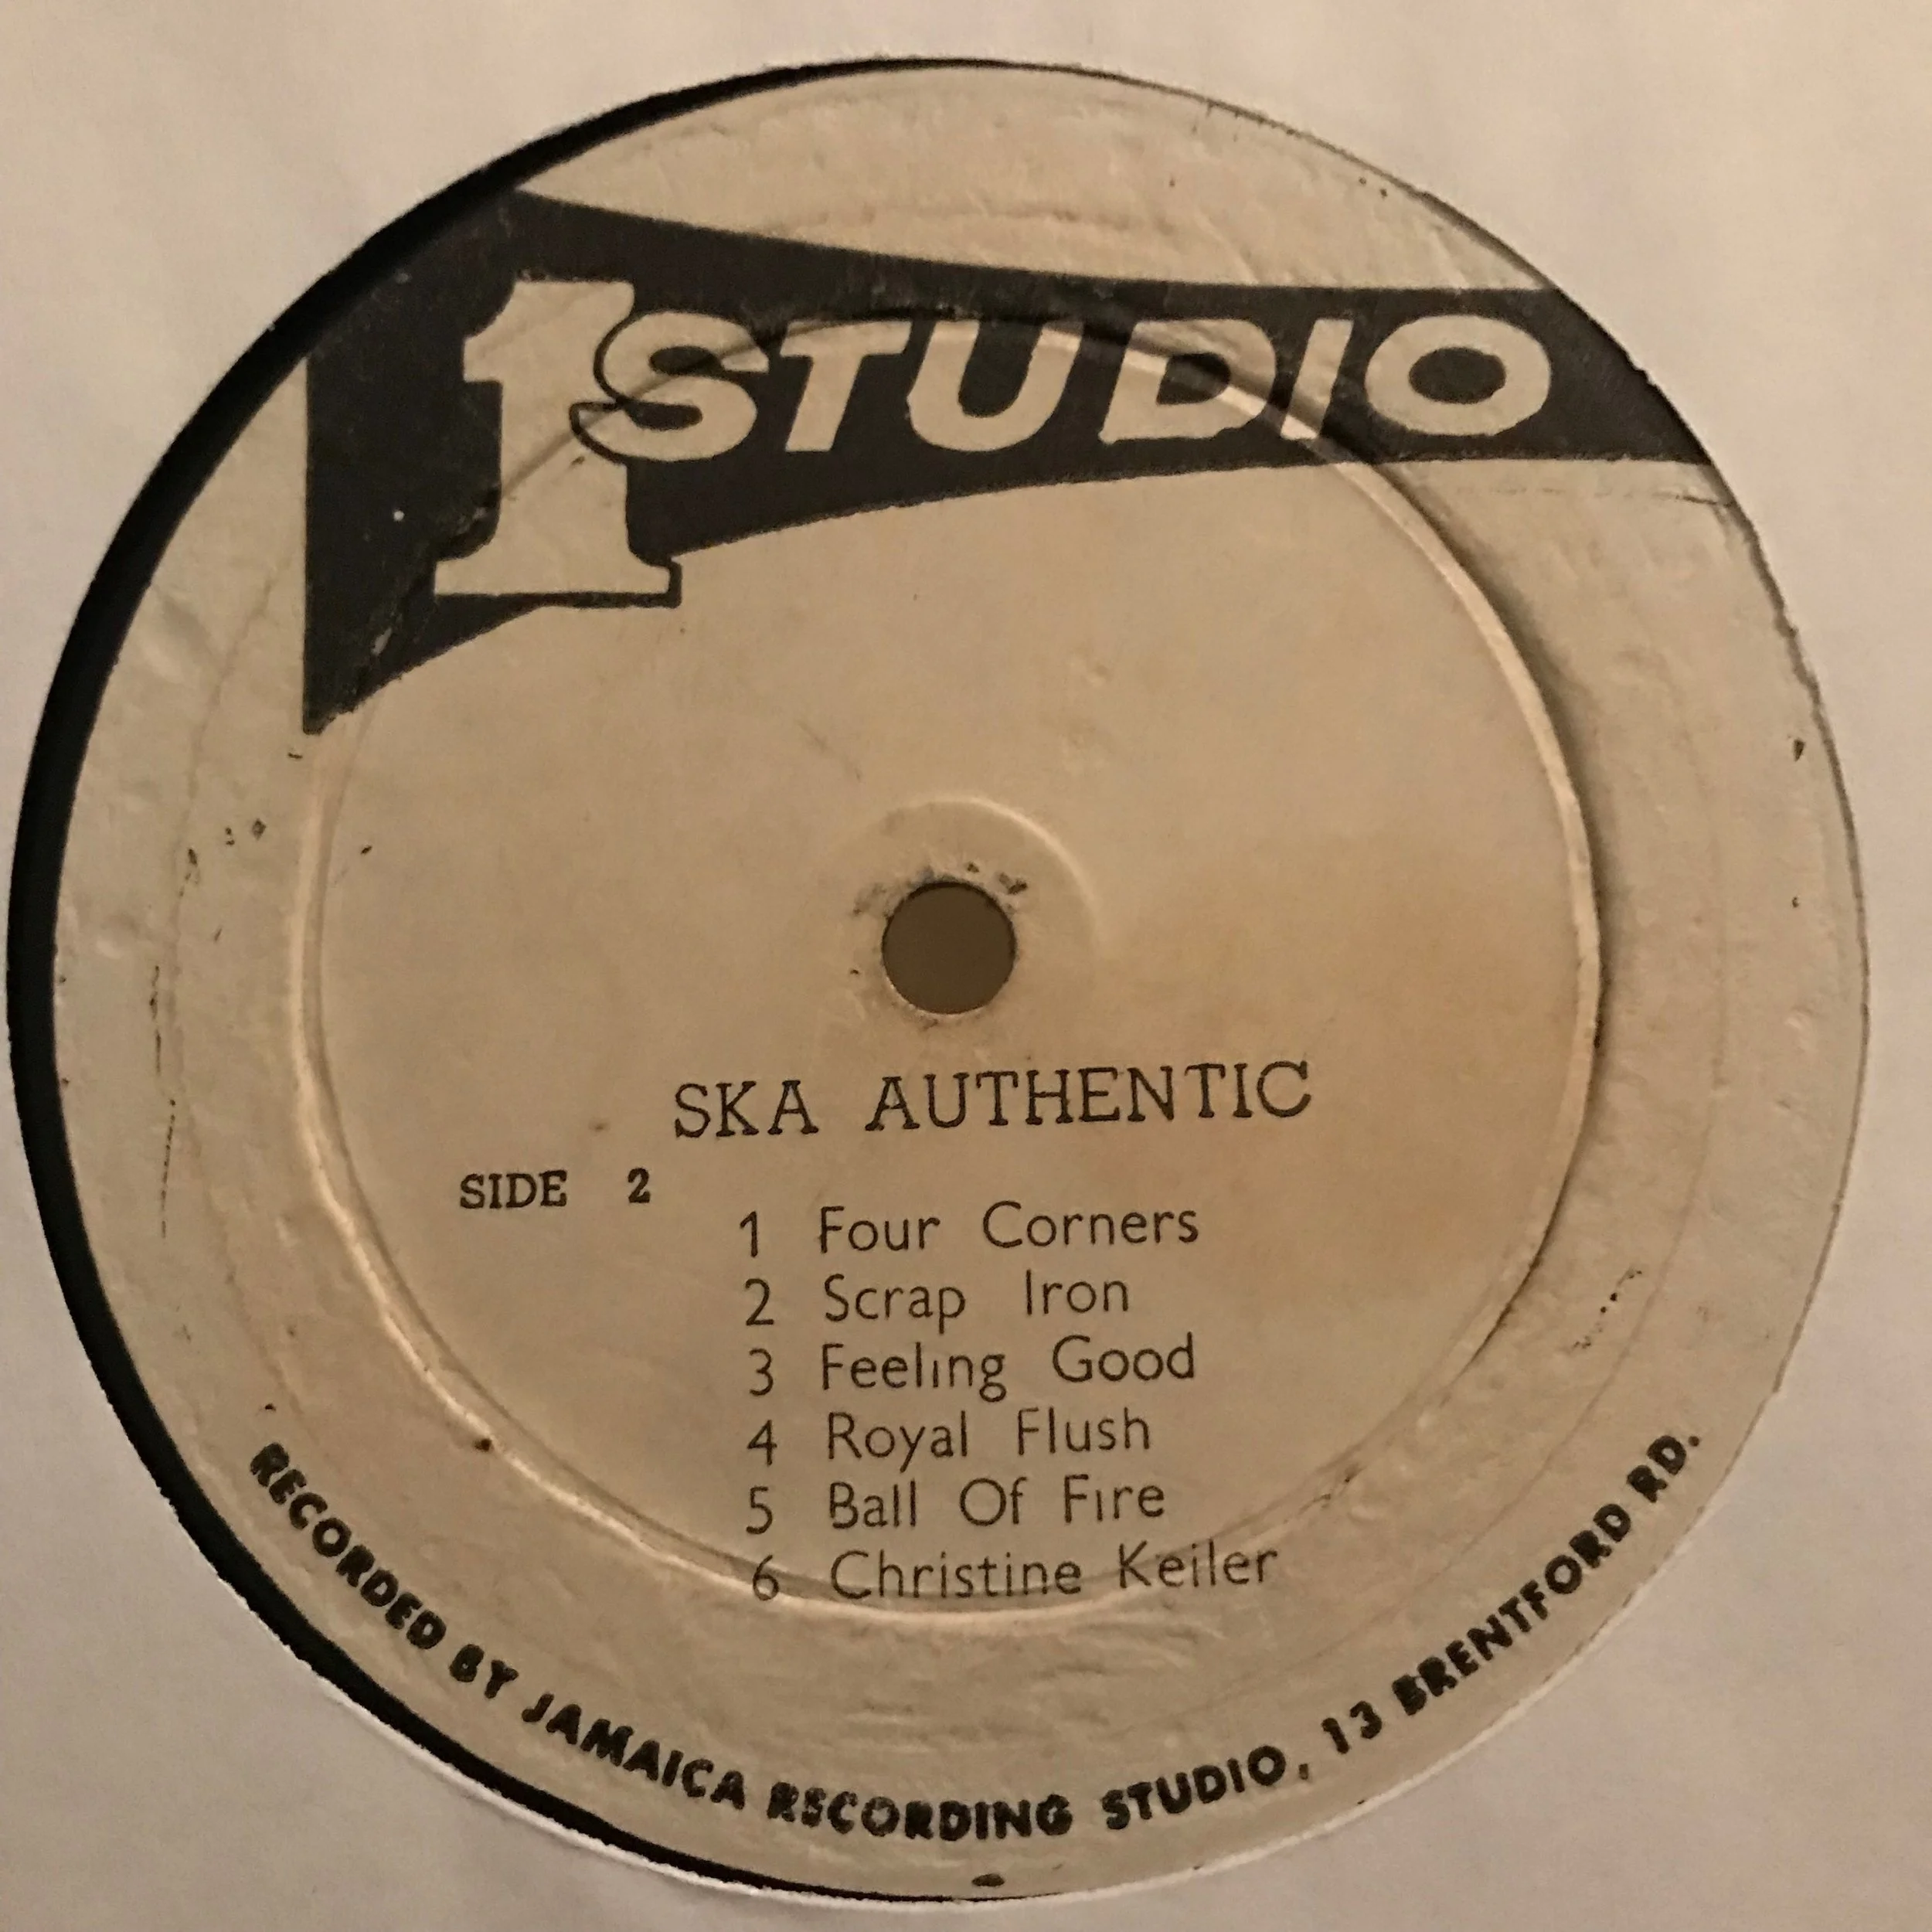 1 STUDIO
SKA AUTHENTIC
SIDE 2
1 Four Corners
2 Scrap Iron
3 Feeling Good
4 Royal Flush
5 Ball Of Fire
6 Christine Keiler
RECORDED BY JAMAICA RSCORDING STUDIO, 13 BRENTFORD RD.